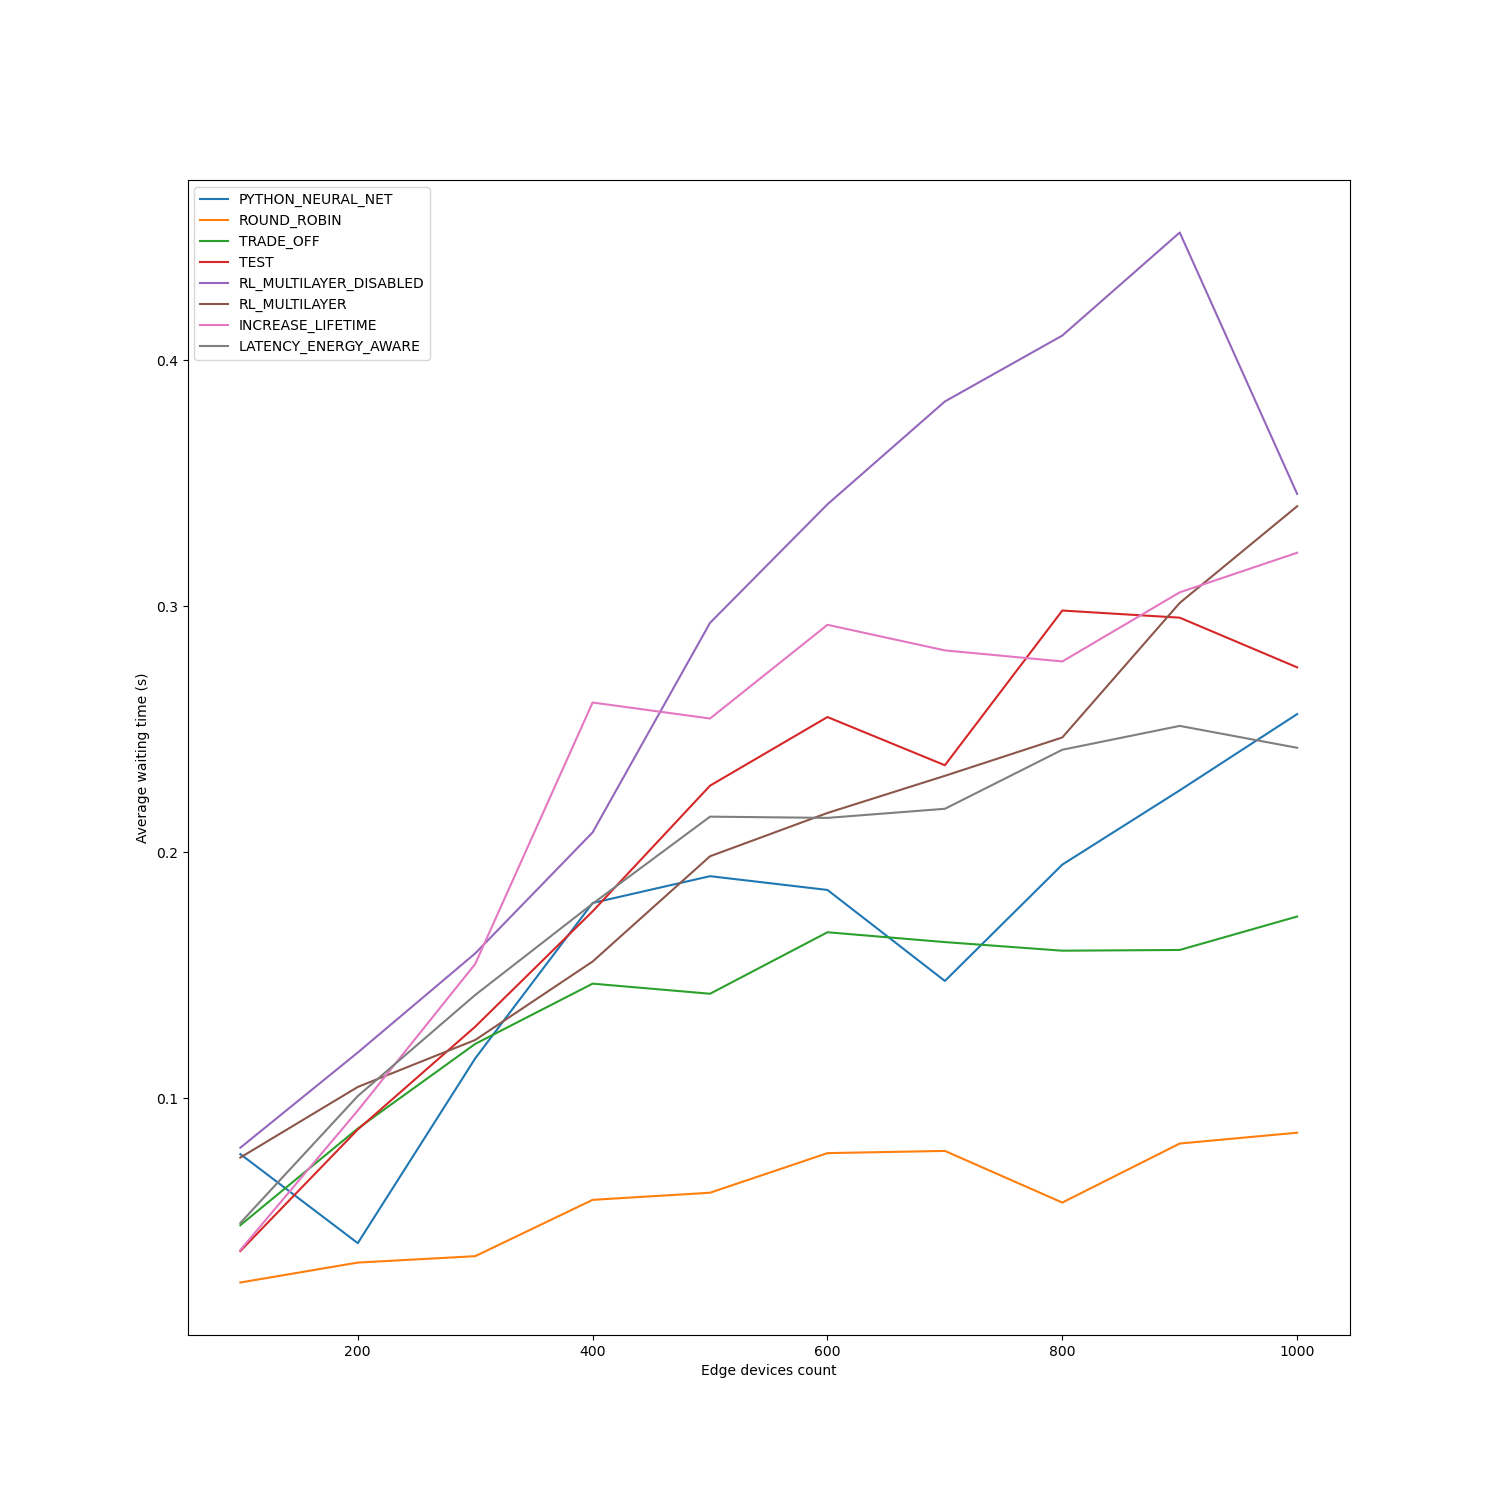 PYTHON_NEURAL_NET
ROUND_ROBIN
TRADE_OFF
TEST
RL_MULTILAYER_DISABLED
RL_MULTILAYER
INCREASE_LIFETIME
LATENCY_ENERGY_AWARE
0.4
0.3
0.2
0.1
Average waiting time (s)
200 400 600 800 1000
Edge devices count